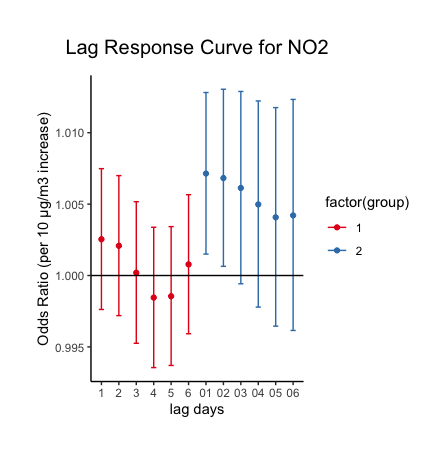 Lag Response Curve for NO2
Odds Ratio (per 10 µg/m3 increase)
1.010
1.005
1.000
0.995
1 2 3 4 5 6 01 02 03 04 05 06
lag days
factor(group)
1
2